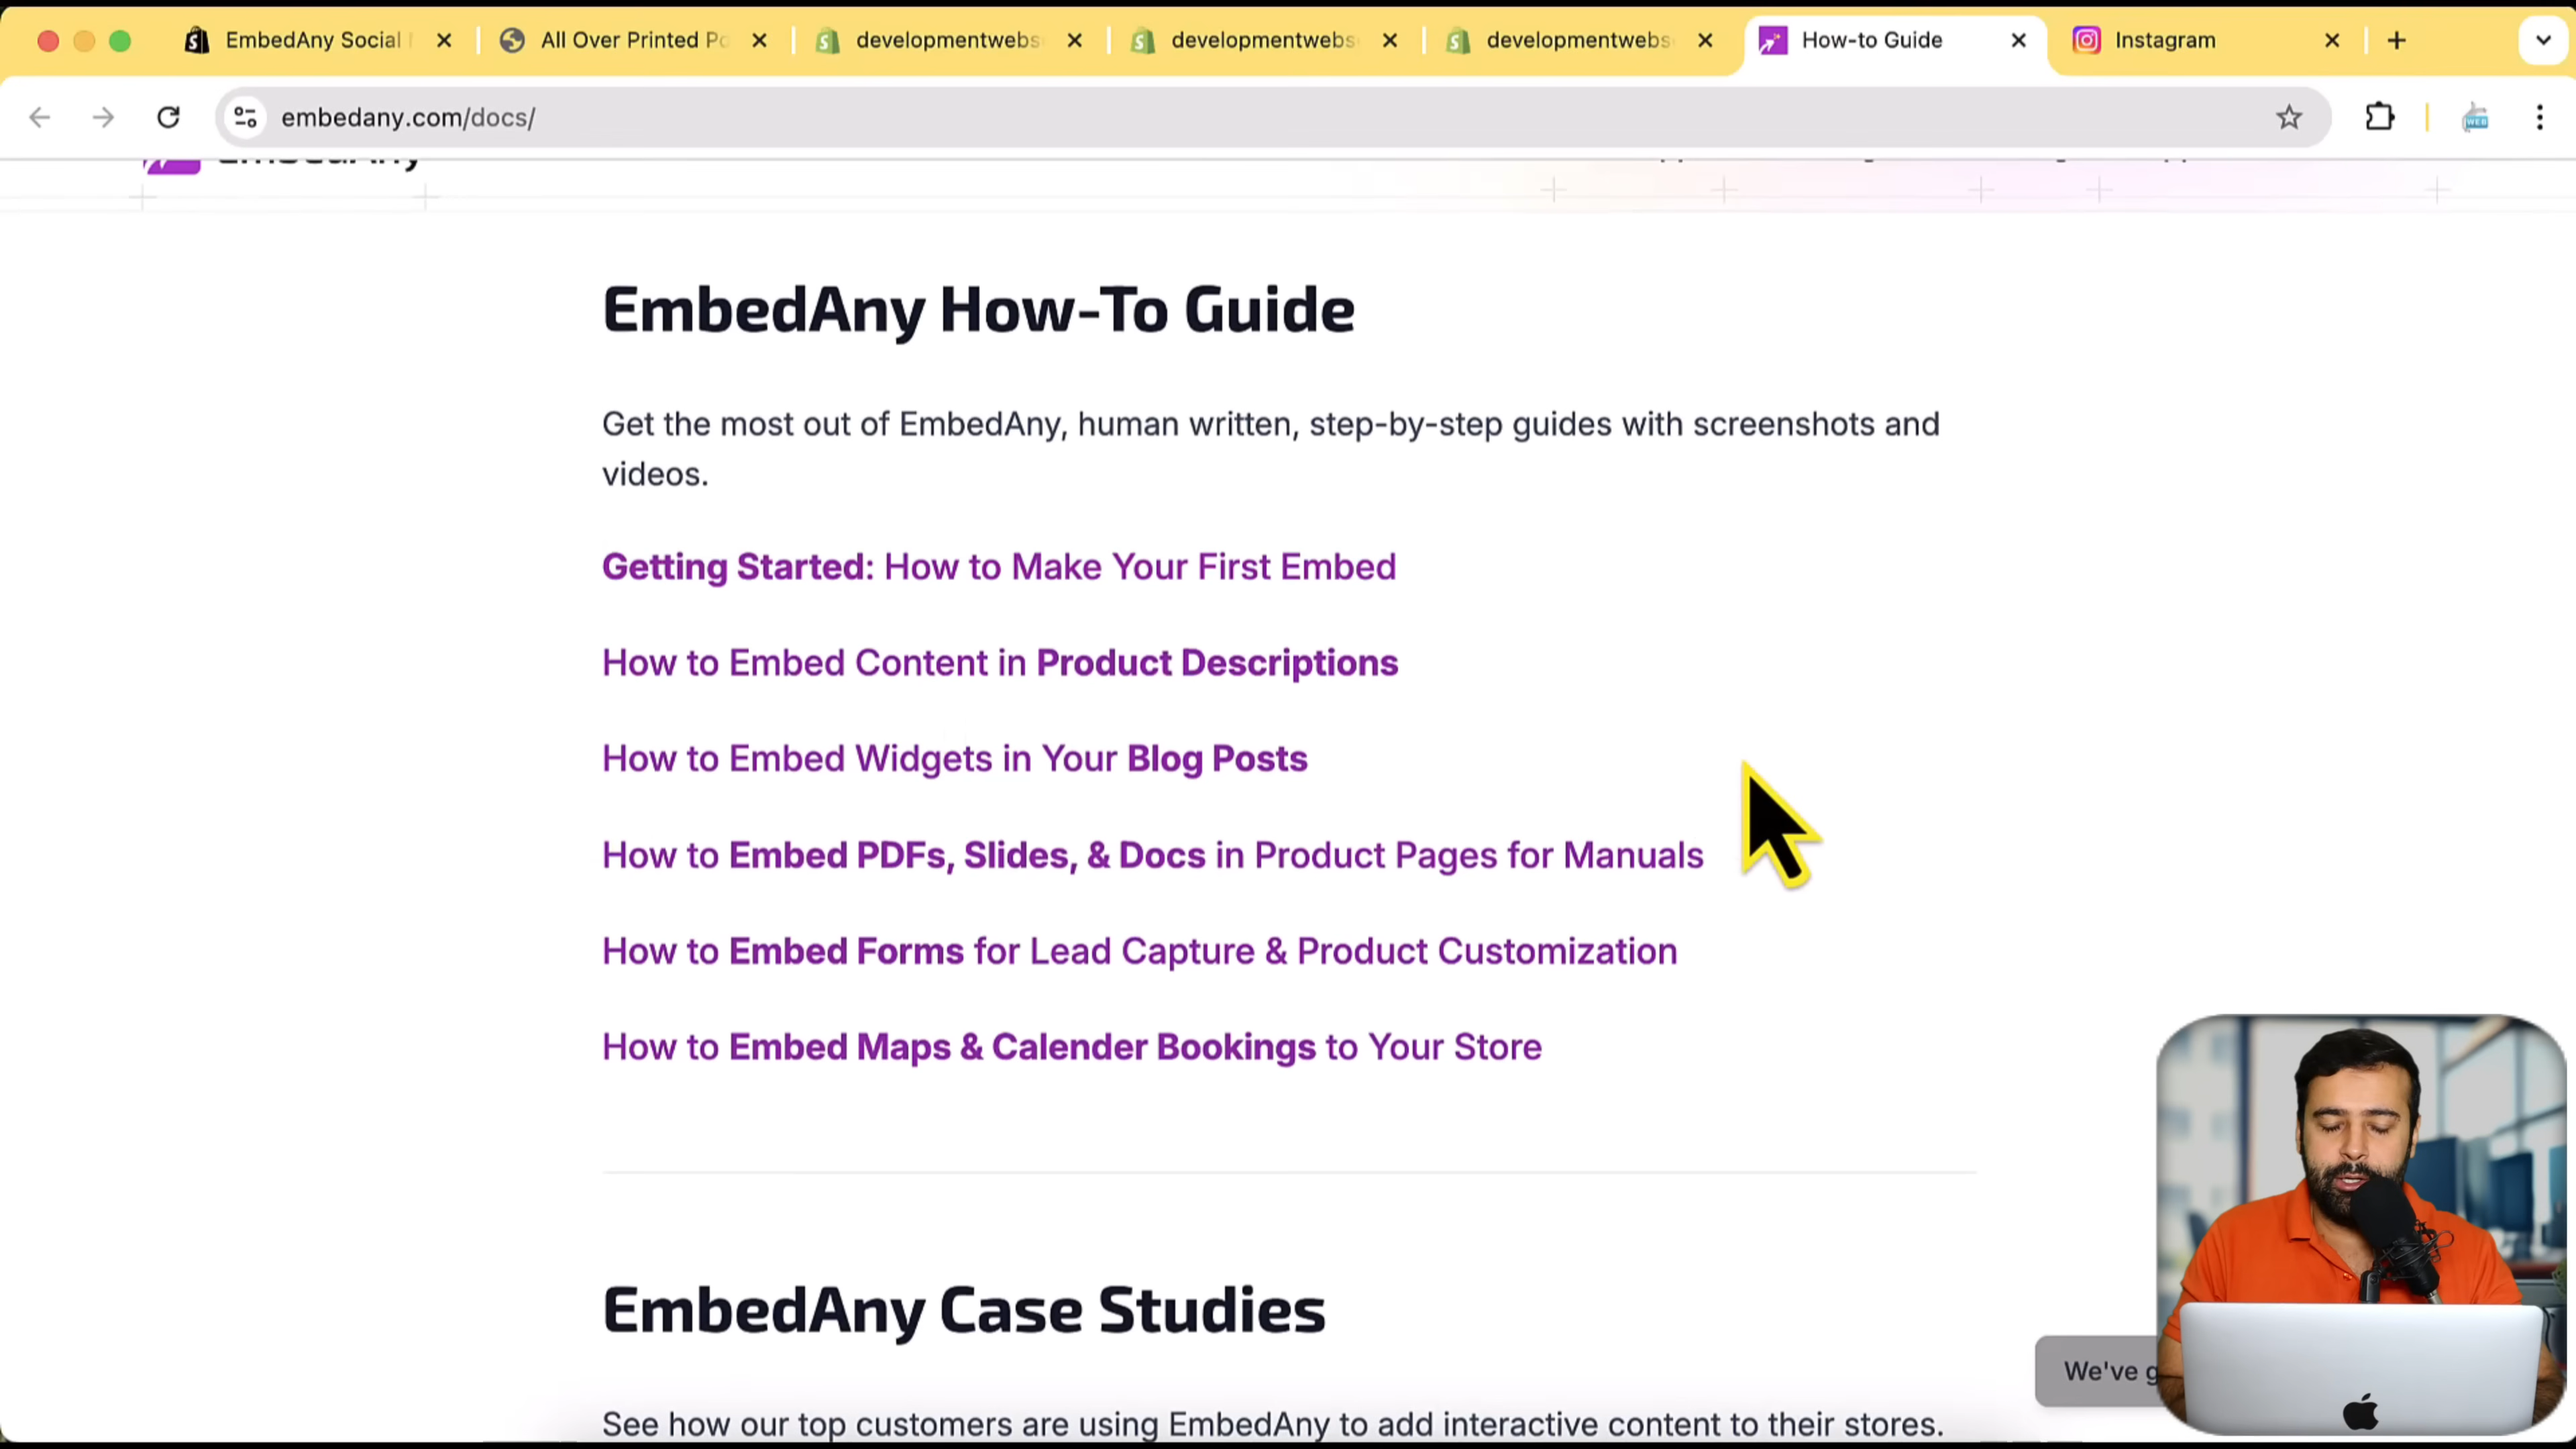 EmbedAny Social
All Over Printed Po
developmentwebs
developmentwebs
developmentwebs
How-to Guide
Instagram
embedany.com/docs/
EmbedAny
EmbedAny How-To Guide
Get the most out of EmbedAny, human written, step-by-step guides with screenshots and
videos.
Getting Started: How to Make Your First Embed
How to Embed Content in Product Descriptions
How to Embed Widgets in Your Blog Posts
How to Embed PDFs, Slides, & Docs in Product Pages for Manuals
How to Embed Forms for Lead Capture & Product Customization
How to Embed Maps & Calender Bookings to Your Store
EmbedAny Case Studies
We've g
See how our top customers are using EmbedAny to add interactive content to their stores.